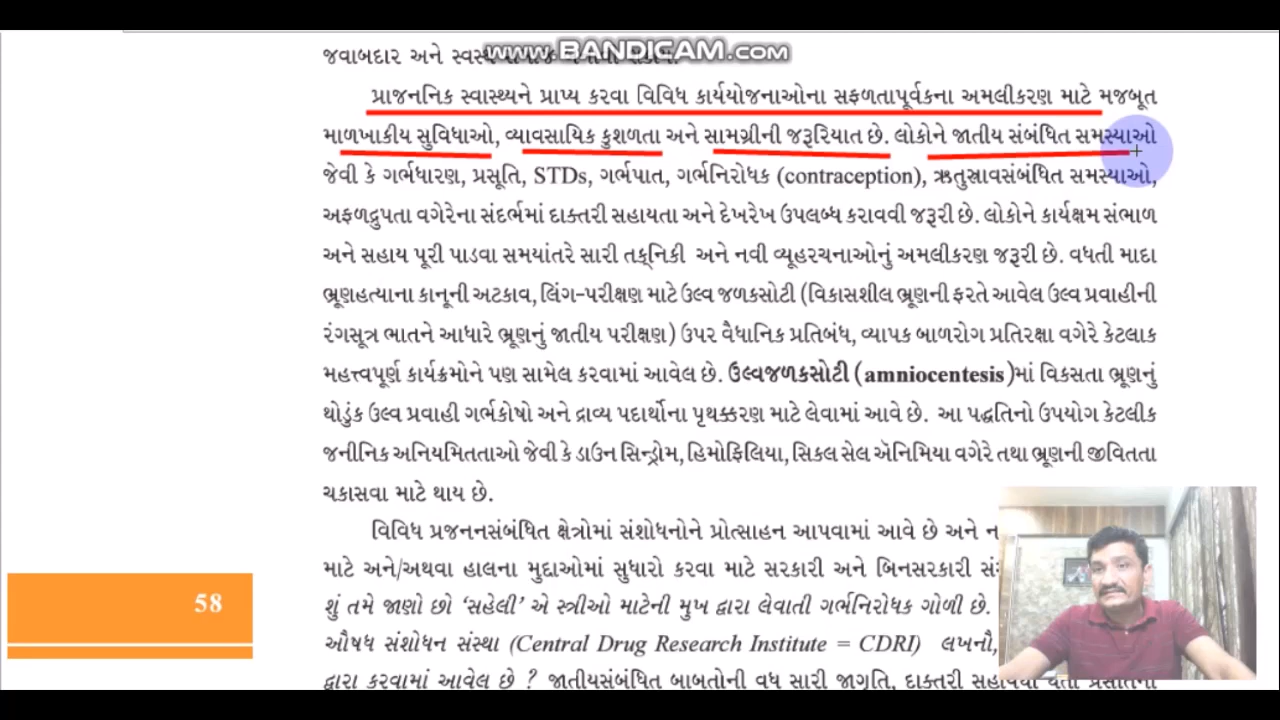 જવાબદાર અને
www.BANDICAM.com
પ્રાજનનિક સ્વાસ્થ્યને પ્રાપ્ય કરવા વિવિધ કાર્યયોજનાઓના સફળતાપૂર્વકના અમલીકરણ માટે મજબૂત
માળખાકીય સુવિધાઓ, વ્યાવસાયિક કુશળતા અને સામગ્રીની જરૂરિયાત છે. લોકોને જાતીય સંબંધિત સમસ્યાઓ
જેવી કે ગર્ભધારણ, પ્રસૂતિ, STDs, ગર્ભપાત, ગર્ભનિરોધક (contraception), ઋતુસ્રાવસંબંધિત સમસ્યાઓ,
અફળદ્રુપતા વગેરેના સંદર્ભમાં દાક્તરી સહાયતા અને દેખરેખ ઉપલબ્ધ કરાવવી જરૂરી છે. લોકોને કાર્યક્ષમ સંભાળ
અને સહાય પૂરી પાડવા સમયાંતરે સારી તક્નિકી અને નવી વ્યૂહરચનાઓનું અમલીકરણ જરૂરી છે. વધતી માદા
ભ્રૂણહત્યાના કાનૂની અટકાવ, લિંગ-પરીક્ષણ માટે ઉલ્વ જળકસોટી (વિકાસશીલ ભ્રૂણની ફરતે આવેલ ઉલ્વ પ્રવાહીની
રંગસૂત્ર ભાતને આધારે ભ્રૂણનું જાતીય પરીક્ષણ) ઉપર વૈધાનિક પ્રતિબંધ, વ્યાપક બાળરોગ પ્રતિરક્ષા વગેરે કેટલાક
મહત્ત્વપૂર્ણ કાર્યક્રમોને પણ સામેલ કરવામાં આવેલ છે. ઉલ્વજળકસોટી (amniocentesis)માં વિકસતા ભ્રૂણનું
થોડુંક ઉલ્વ પ્રવાહી ગર્ભકોષો અને દ્રાવ્ય પદાર્થોના પૃથક્કરણ માટે લેવામાં આવે છે. આ પદ્ધતિનો ઉપયોગ કેટલીક
જનીનિક અનિયમિતતાઓ જેવી કે ડાઉન સિન્ડ્રોમ, હિમોફિલિયા, સિકલ સેલ ઍનિમિયા વગેરે તથા ભ્રૂણની જીવિતતા
ચકાસવા માટે થાય છે.
વિવિધ પ્રજનનસંબંધિત ક્ષેત્રોમાં સંશોધનોને પ્રોત્સાહન આપવામાં આવે છે અને
માટે અને/અથવા હાલના મુદ્દાઓમાં સુધારો કરવા માટે સરકારી અને બિનસરકારી
58
શું તમે જાણો છો ‘સહેલી’ એ સ્ત્રીઓ માટેની મુખ દ્વારા લેવાતી ગર્ભનિરોધક ગોળી છે.
ઔષધ સંશોધન સંસ્થા (Central Drug Research Institute = CDRI) લખનૌ,
દ્વારા કરવામાં આવેલ છે ? જાતીયસંબંધિત બાબતોની વધુ સારી જાગૃતિ, દાક્તરી